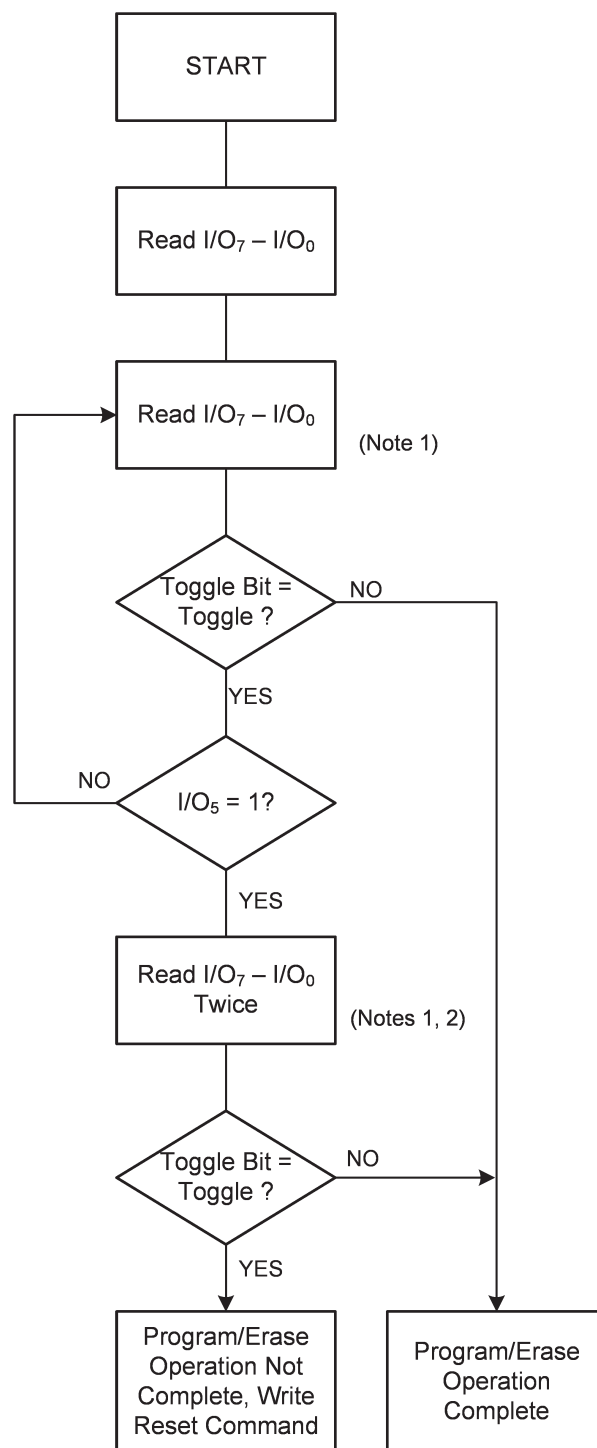 START
Read I/O₇ – I/O₀
Read I/O₇ – I/O₀
(Note 1)
Toggle Bit =
Toggle ?
NO
YES
I/O₅ = 1?
NO
YES
Read I/O₇ – I/O₀
Twice
(Notes 1, 2)
Toggle Bit =
Toggle ?
NO
YES
Program/Erase
Operation Not
Complete, Write
Reset Command
Program/Erase
Operation
Complete